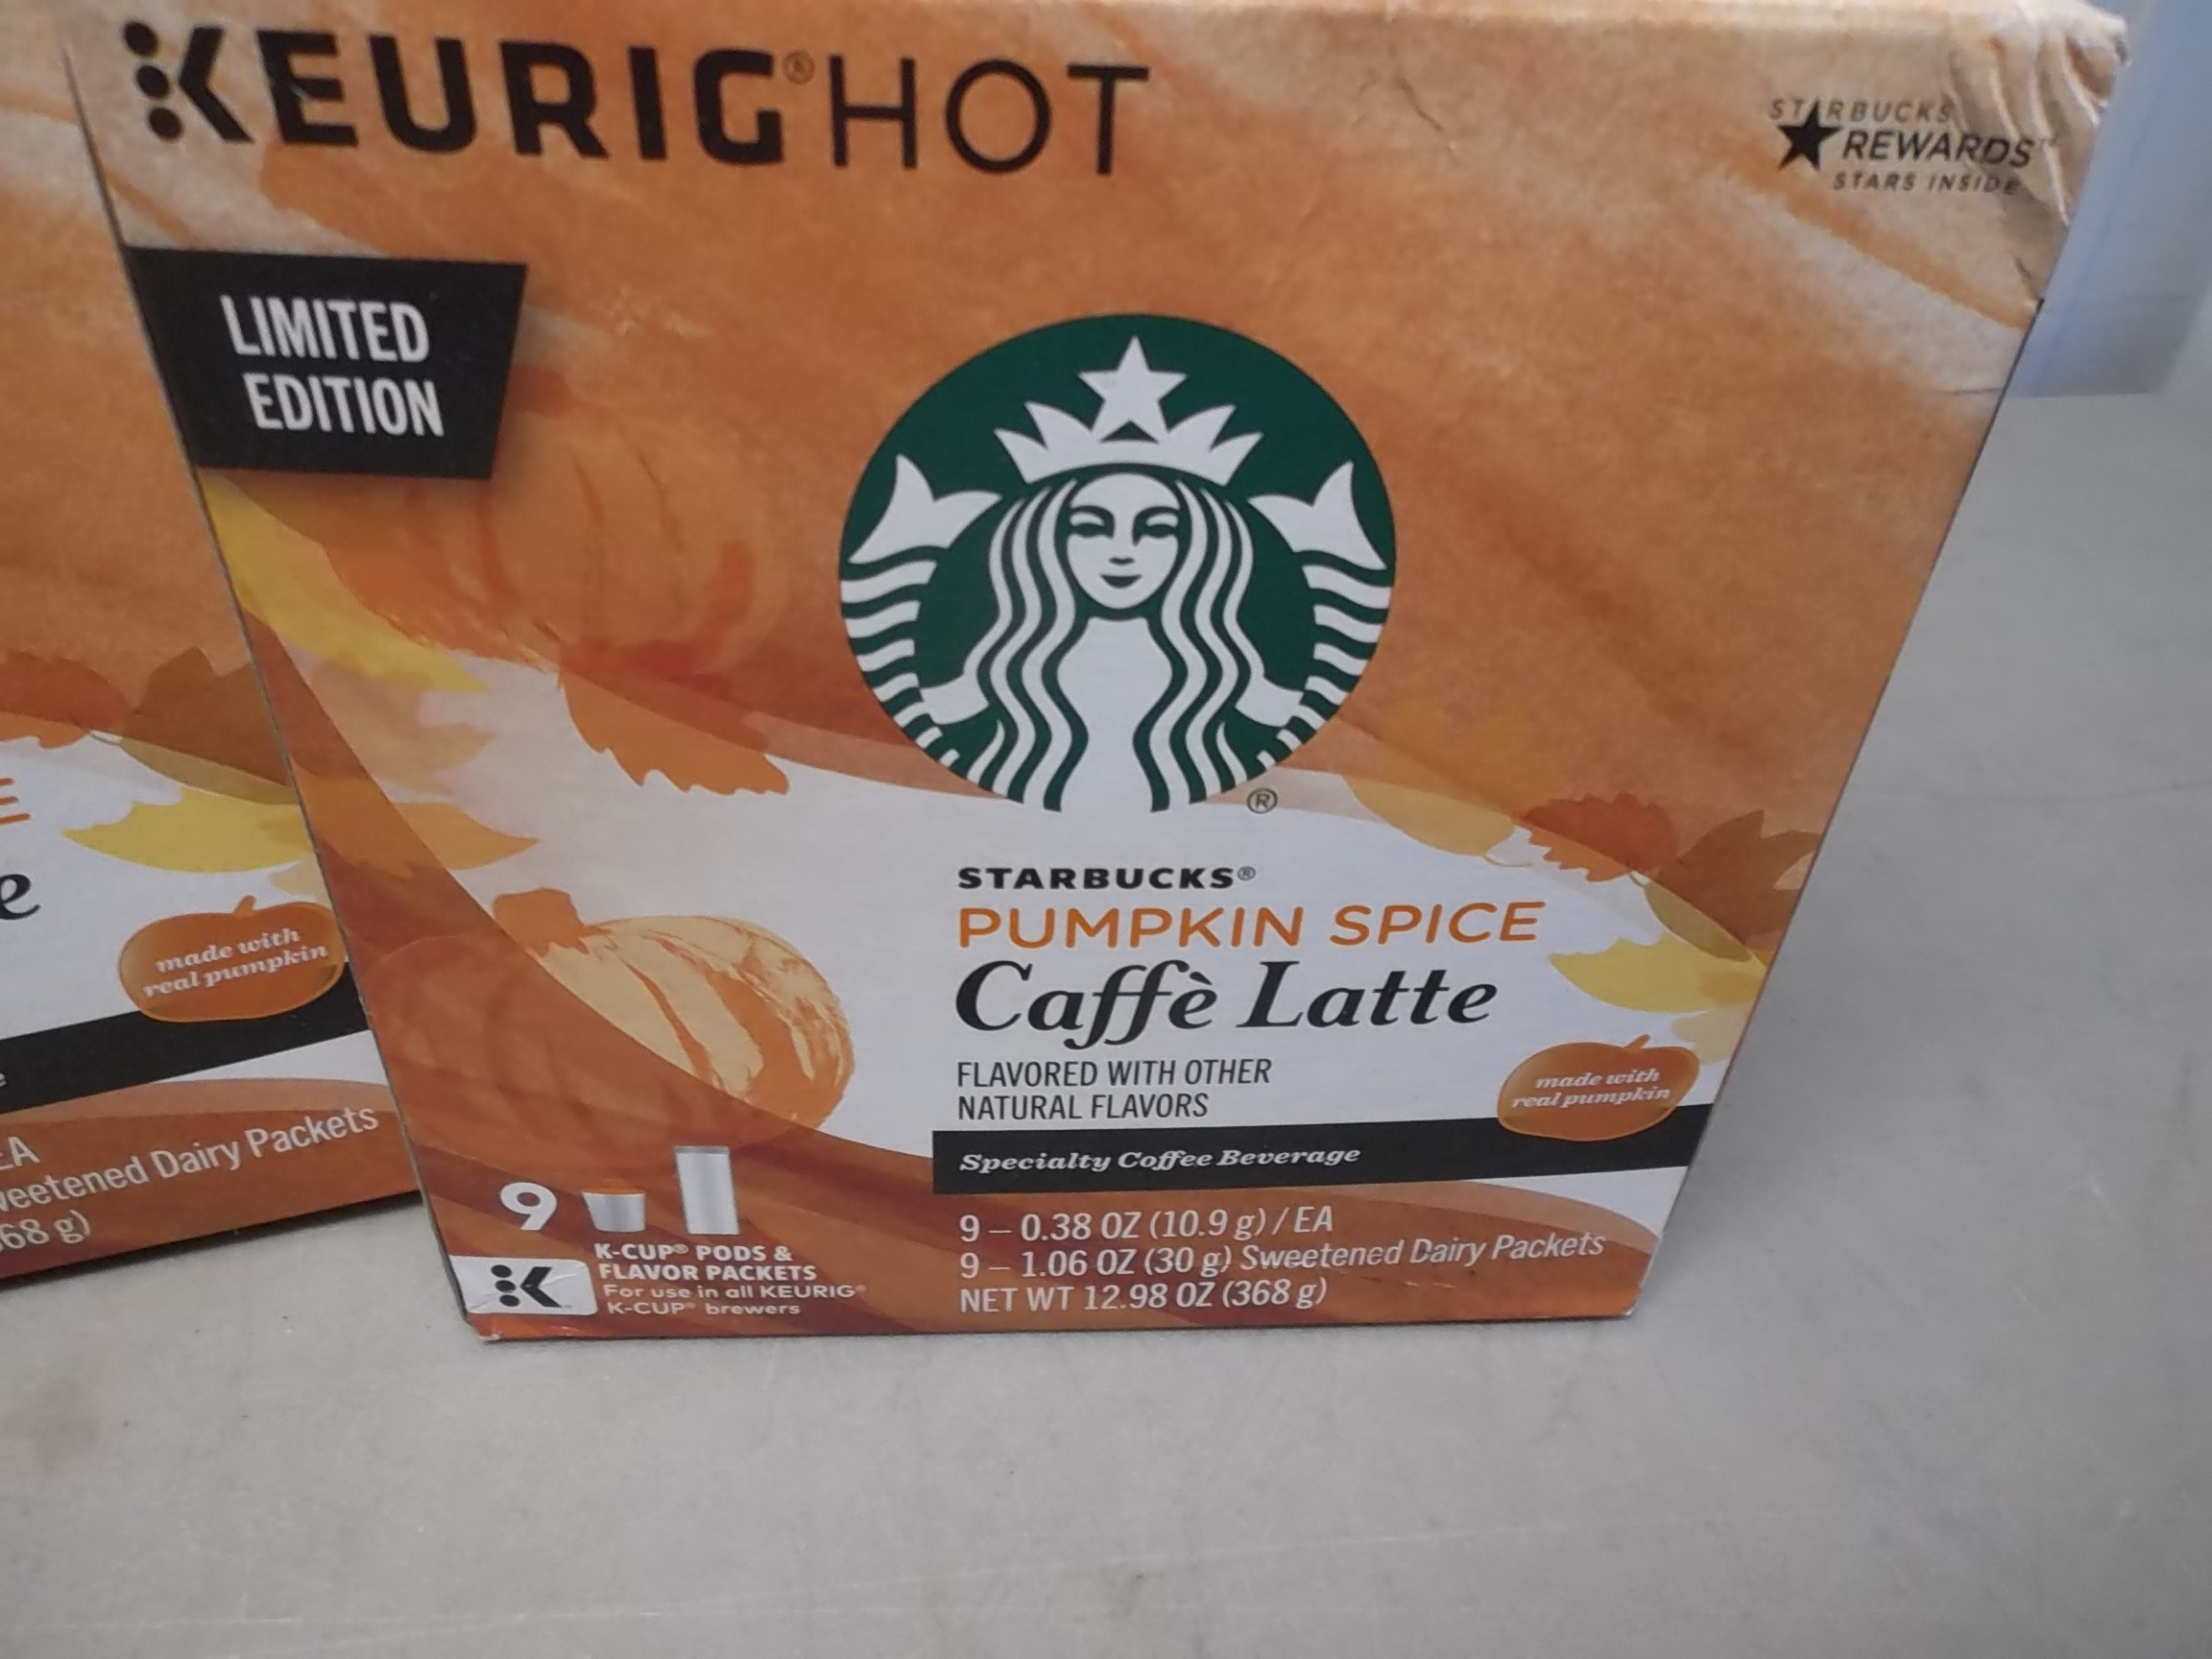 KEURIG® HOT
STARBUCKS
REWARDS™
STARS INSIDE
LIMITED
EDITION
®
STARBUCKS®
PUMPKIN SPICE
Caffè Latte
FLAVORED WITH OTHER
NATURAL FLAVORS
made with
real pumpkin
Specialty Coffee Beverage
9 – 0.38 OZ (10.9 g) / EA
9 – 1.06 OZ (30 g) Sweetened Dairy Packets
NET WT 12.98 OZ (368 g)
9
K-CUP® PODS &
FLAVOR PACKETS
For use in all KEURIG®
K-CUP® brewers
K
E
e
made with
real pumpkin
e
EA
weetened Dairy Packets
68 g)